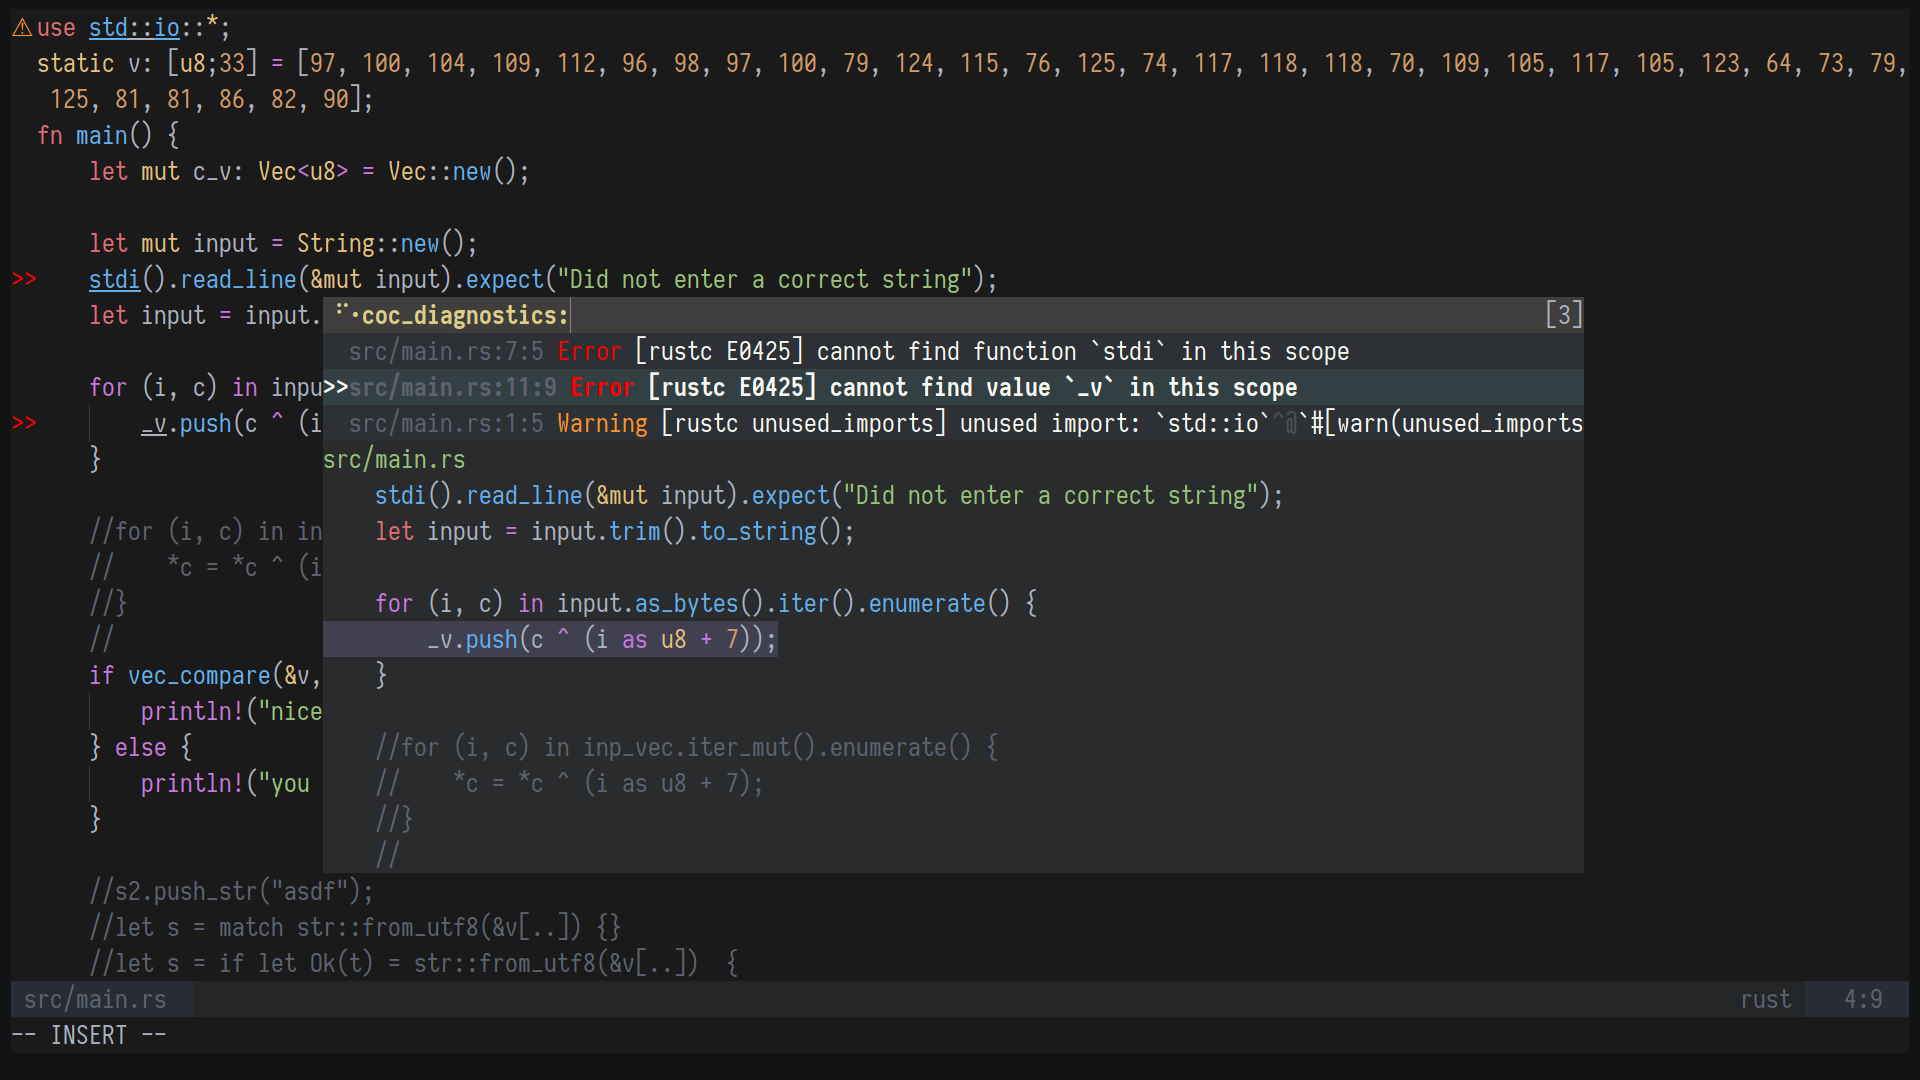 ⚠use std::io::*;
static v: [u8;33] = [97, 100, 104, 109, 112, 96, 98, 97, 100, 79, 124, 115, 76, 125, 74, 117, 118, 118, 70, 109, 105, 117, 105, 123, 64, 73, 79,
125, 81, 81, 86, 82, 90];
fn main() {
let mut c_v: Vec<u8> = Vec::new();
let mut input = String::new();
>> stdi().read_line(&mut input).expect("Did not enter a correct string");
let input = input.
coc_diagnostics: [3]
src/main.rs:7:5 Error [rustc E0425] cannot find function `stdi` in this scope
for (i, c) in inpu
>>src/main.rs:11:9 Error [rustc E0425] cannot find value `_v` in this scope
>> _v.push(c ^ (i
src/main.rs:1:5 Warning [rustc unused_imports] unused import: `std::io`^@`#[warn(unused_imports
}
src/main.rs
stdi().read_line(&mut input).expect("Did not enter a correct string");
let input = input.trim().to_string();
for (i, c) in input.as_bytes().iter().enumerate() {
_v.push(c ^ (i as u8 + 7));
}
//for (i, c) in inp_vec.iter_mut().enumerate() {
// *c = *c ^ (i as u8 + 7);
//}
//
//for (i, c) in in
// *c = *c ^ (i
//}
//
if vec_compare(&v,
println!("nice
} else {
println!("you
}
//s2.push_str("asdf");
//let s = match str::from_utf8(&v[..]) {}
//let s = if let Ok(t) = str::from_utf8(&v[..]) {
src/main.rs rust 4:9
-- INSERT --